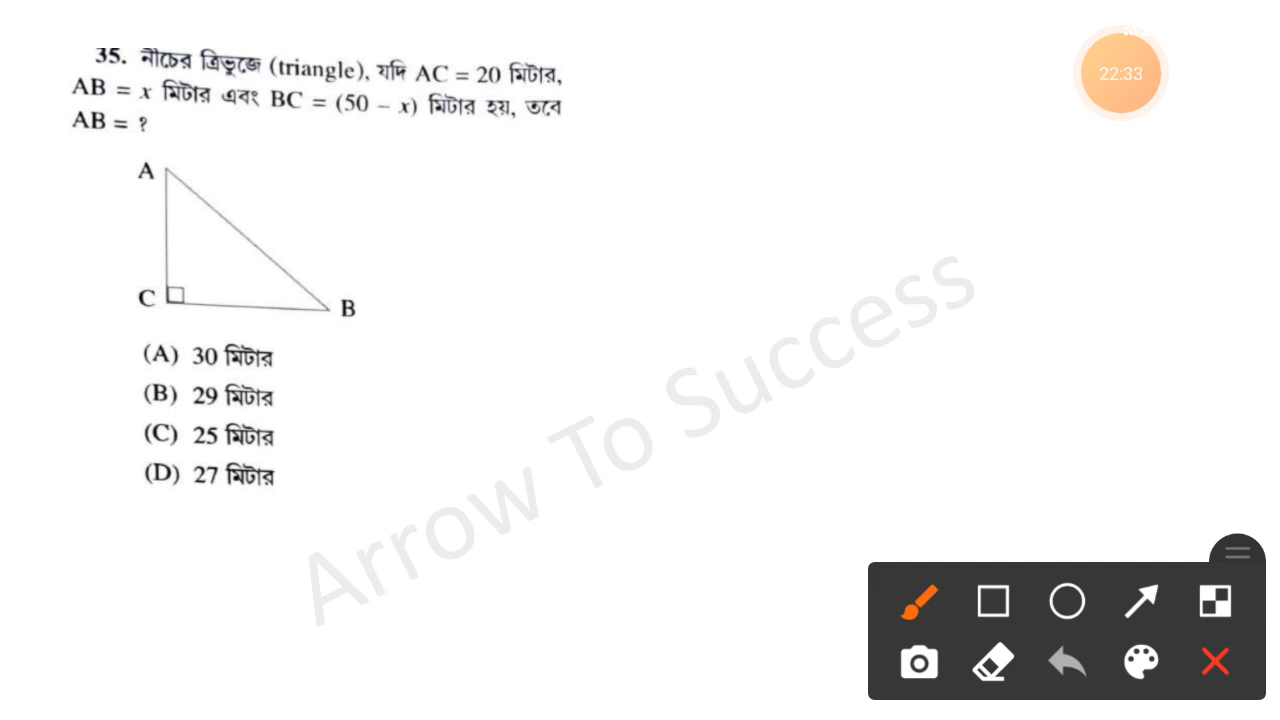 35. নীচের ত্রিভূজে (triangle), যদি AC = 20 মিটার,
AB = x মিটার এবং BC = (50 – x) মিটার হয়, তবে
AB = ?
A
C
B
(A) 30 মিটার
(B) 29 মিটার
(C) 25 মিটার
(D) 27 মিটার
Arrow To Success
22:33